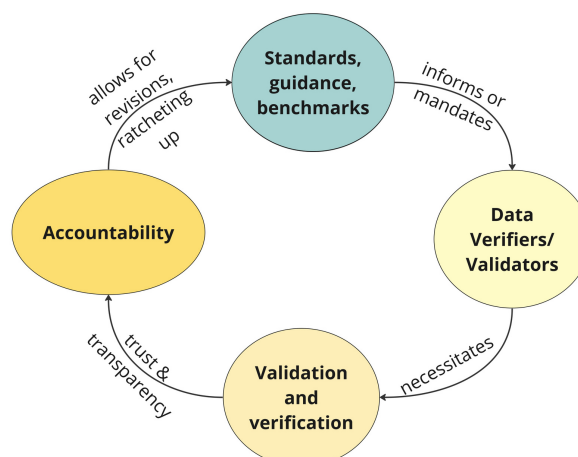 Standards,
guidance,
benchmarks
informs or
mandates
Data
Verifiers/
Validators
necessitates
Validation
and
verification
trust &
transparency
Accountability
allows for
revisions,
ratcheting
up